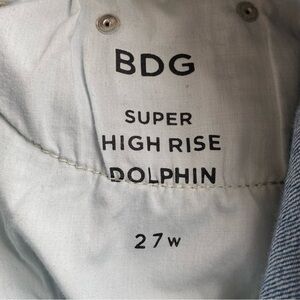 BDG
SUPER
HIGH RISE
DOLPHIN
27W